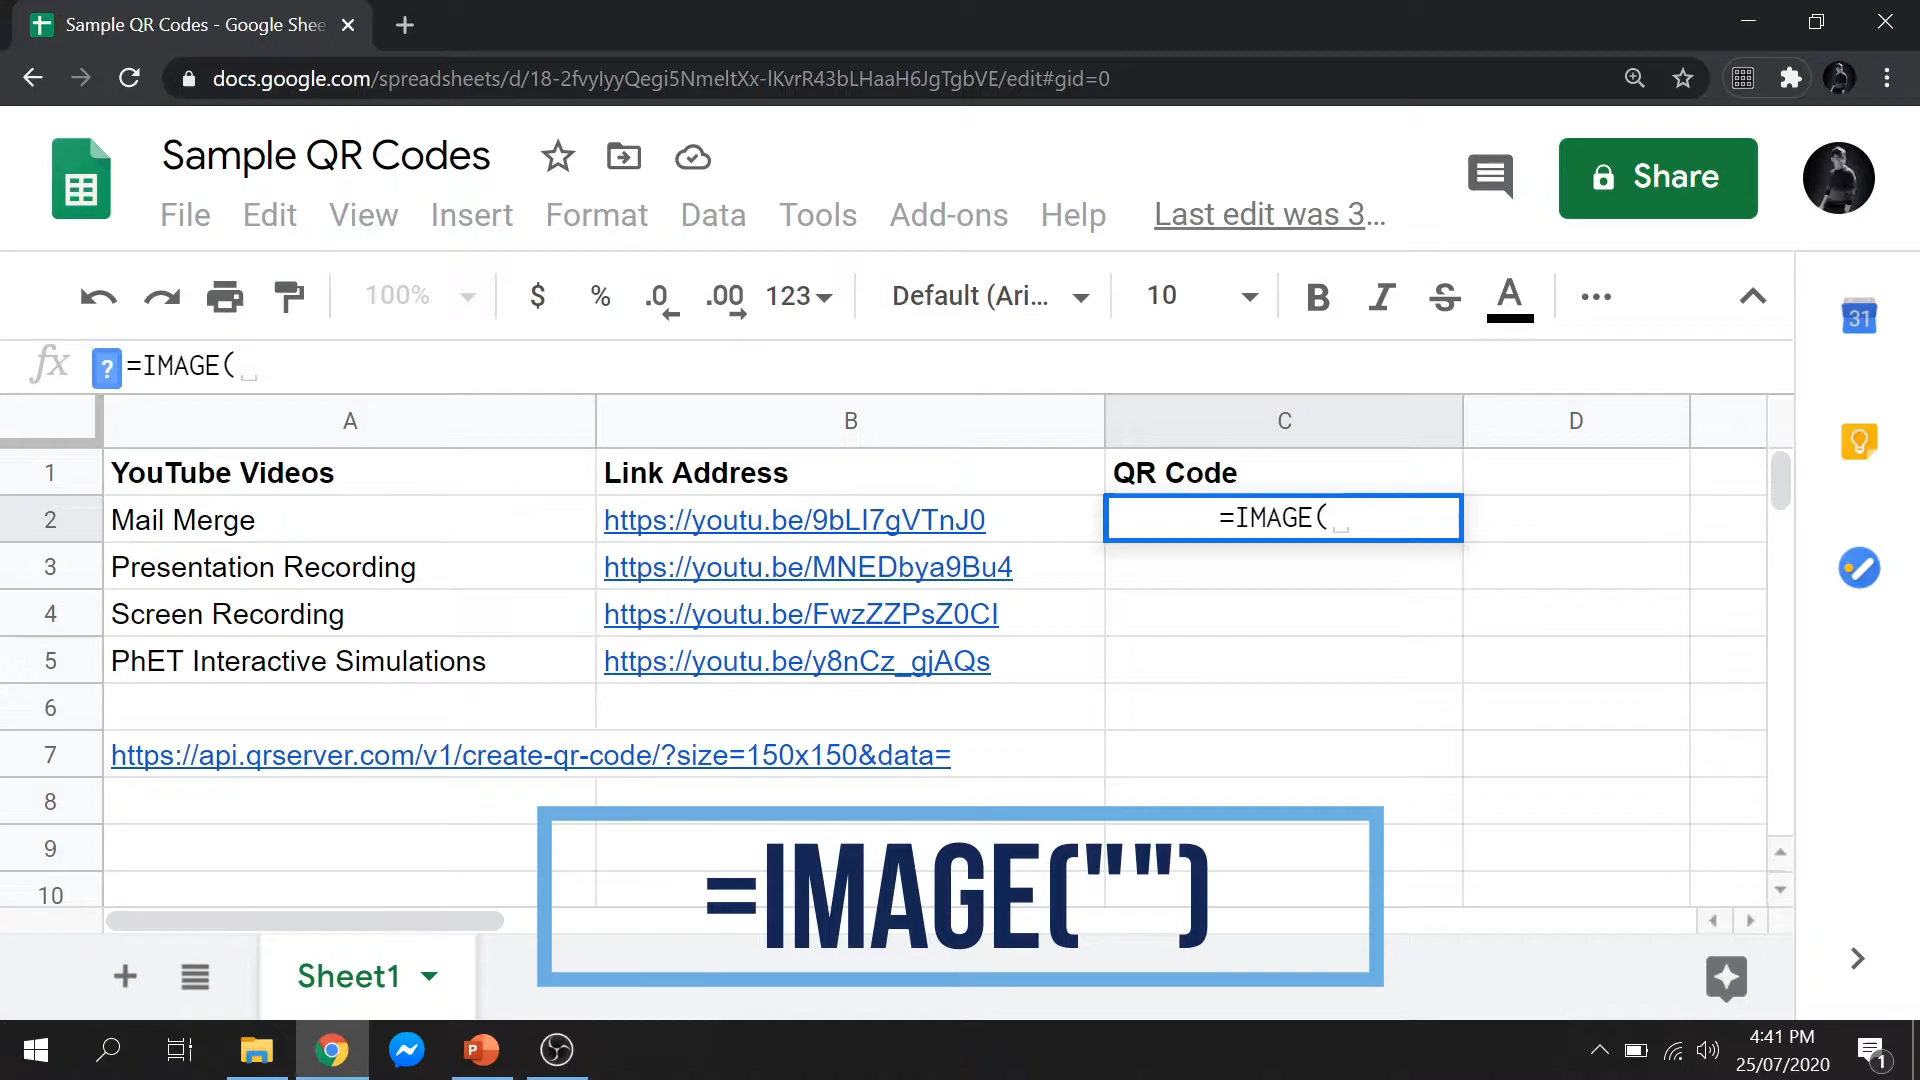 Sample QR Codes - Google Shee
docs.google.com/spreadsheets/d/18-2fvyIyyQegi5NmeltXx-lKvrR43bLHaaH6JgTgbVE/edit#gid=0
Sample QR Codes
Share
File Edit View Insert Format Data Tools Add-ons Help Last edit was 3...
100% $ % .0 .00 123 Default (Ari... 10 B I S A
31
fx ? =IMAGE(
A B C D
1 YouTube Videos Link Address QR Code
2 Mail Merge https://youtu.be/9bLI7gVTnJ0 =IMAGE(
3 Presentation Recording https://youtu.be/MNEDbya9Bu4
4 Screen Recording https://youtu.be/FwzZZPsZ0CI
5 PhET Interactive Simulations https://youtu.be/y8nCz_gjAQs
6
7 https://api.qrserver.com/v1/create-qr-code/?size=150x150&data=
8
9
10
=IMAGE("")
Sheet1
4:41 PM
25/07/2020
1